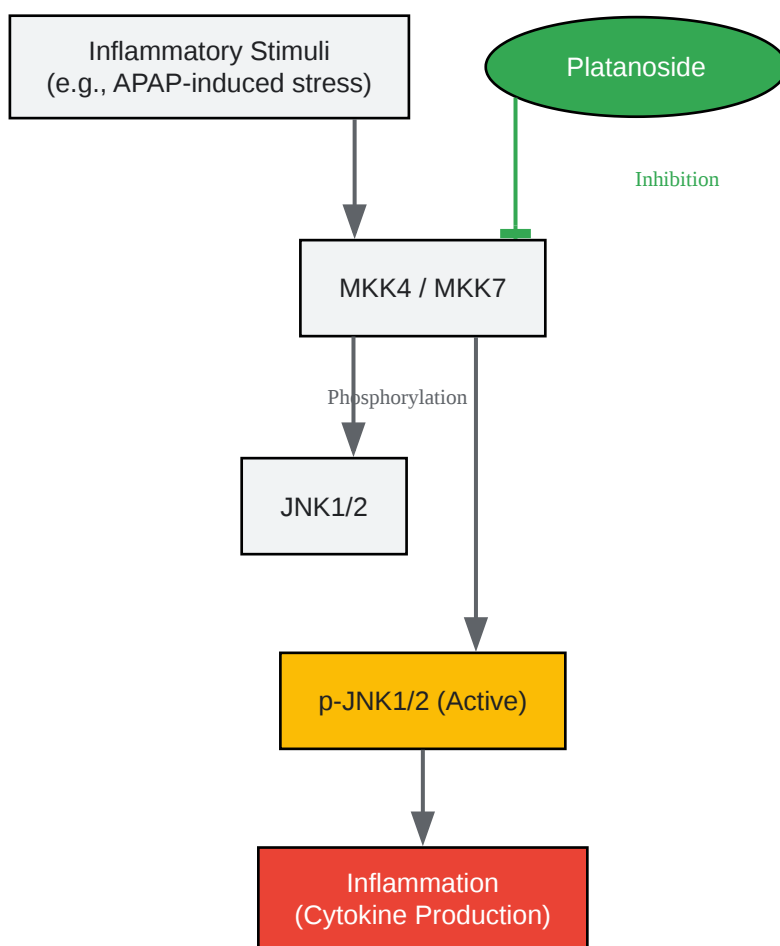 Inflammatory Stimuli
(e.g., APAP-induced stress)
Platanoside
Inhibition
MKK4 / MKK7
Phosphorylation
JNK1/2
p-JNK1/2 (Active)
Inflammation
(Cytokine Production)